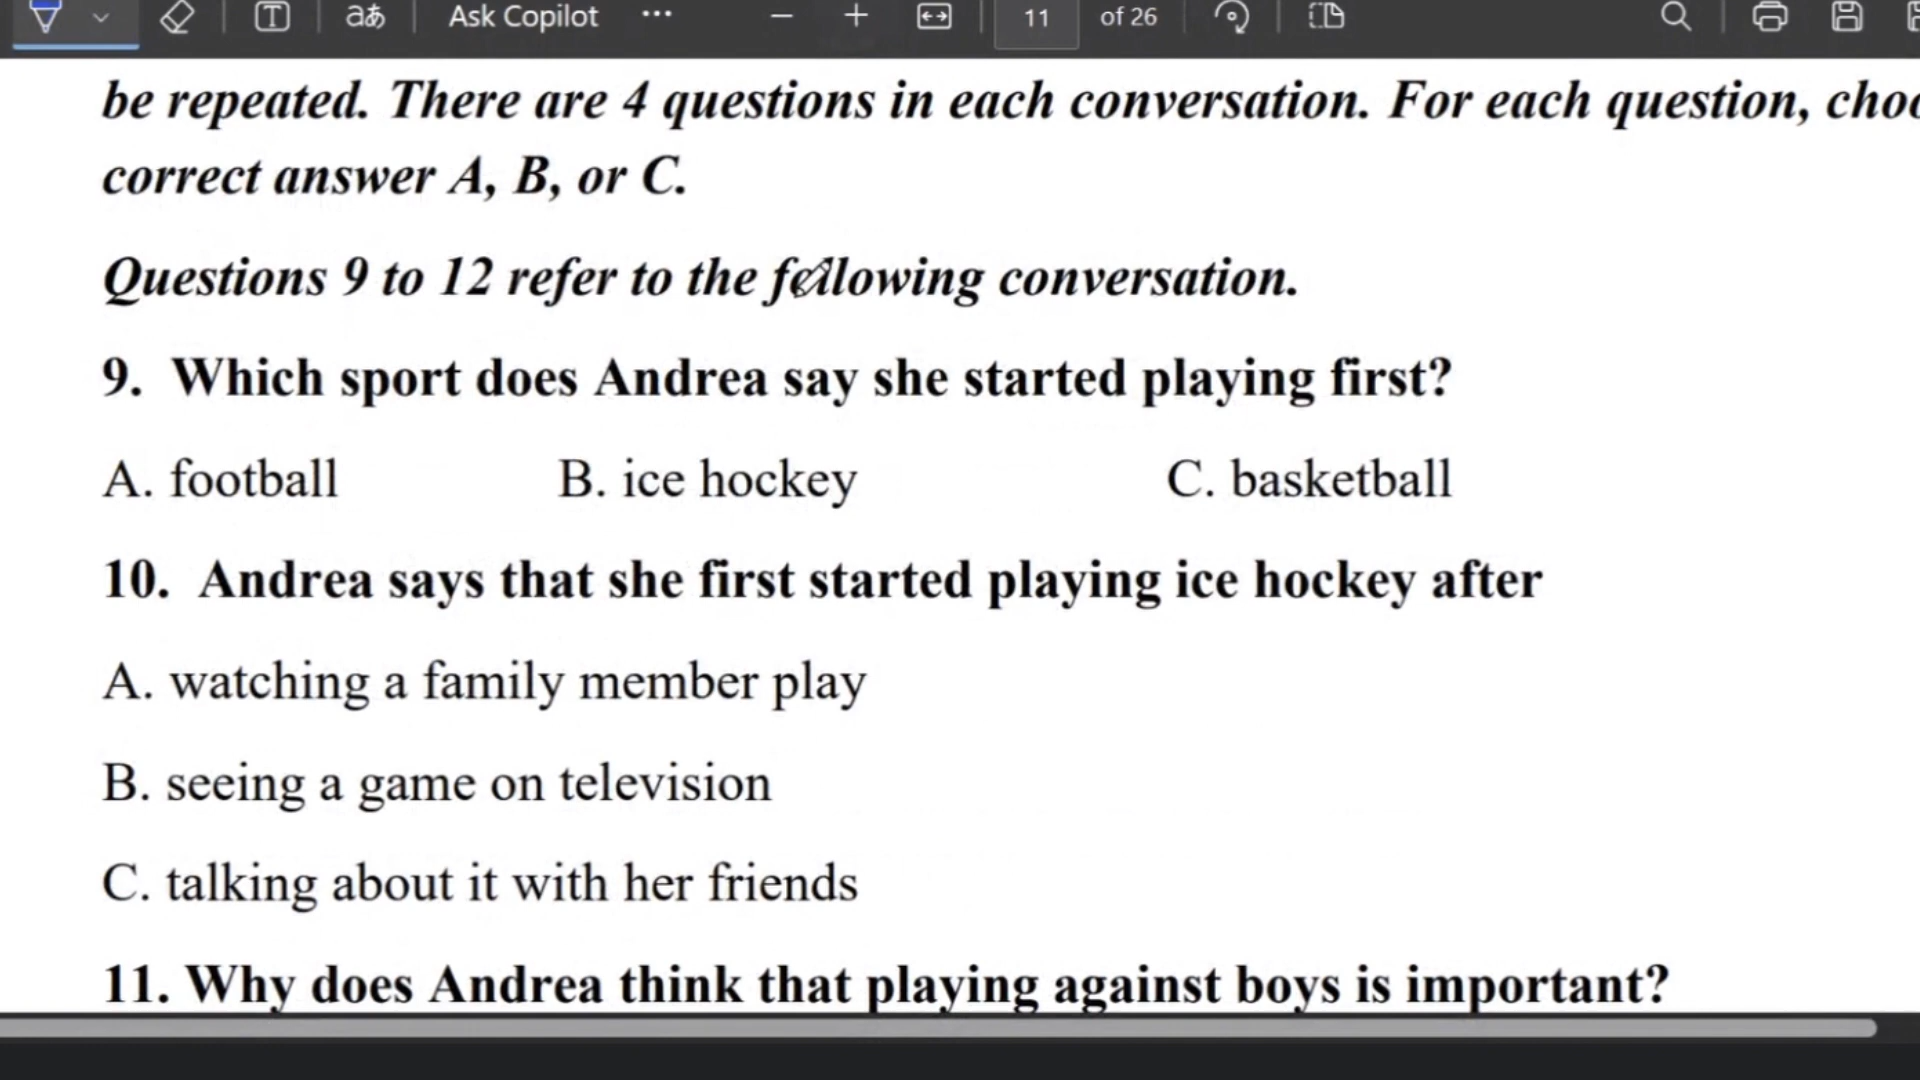 Ask Copilot
11 of 26
be repeated. There are 4 questions in each conversation. For each question,
correct answer A, B, or C.
Questions 9 to 12 refer to the following conversation.
9. Which sport does Andrea say she started playing first?
A. football B. ice hockey C. basketball
10. Andrea says that she first started playing ice hockey after
A. watching a family member play
B. seeing a game on television
C. talking about it with her friends
11. Why does Andrea think that playing against boys is important?